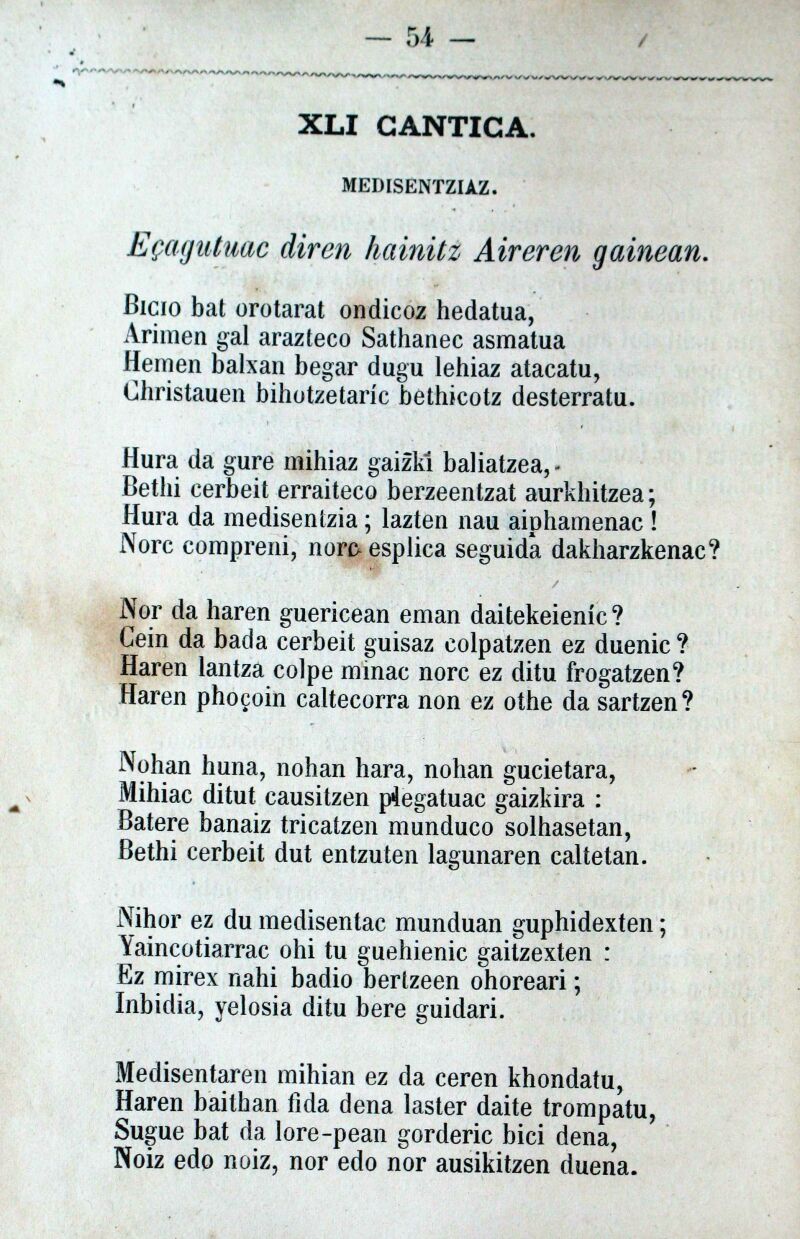 — 54 —
XLI CANTICA.
MEDISENTZIAZ.
Eçagutuac diren hainitz Aireren gainean.
Bicio bat orotarat ondicoz hedatua,
Arimen gal arazteco Sathanec asmatua
Hemen balxan begar dugu lehiaz atacatu,
Christauen bihotzetaríc bethicotz desterratu.
Hura da gure mihiaz gaizki baliatzea,
Bethi cerbeit erraiteco berzeentzat aurkhitzea;
Hura da medisentzia; lazten nau aiphamenac !
Norc compreni, norc esplica seguida dakharzkenac?
Nor da haren guericean eman daitekeieníc?
Cein da bada cerbeit guisaz colpatzen ez duenic?
Haren lantza colpe minac norc ez ditu frogatzen?
Haren phoçoin caltecorra non ez othe da sartzen?
Nohan huna, nohan hara, nohan gucietara,
Mihiac ditut causitzen plegatuac gaizkira :
Batere banaiz tricatzen munduco solhasetan,
Bethi cerbeit dut entzuten lagunaren caltetan.
Nihor ez du medisentac munduan guphidexten;
Yaincotiarrac ohi tu guehienic gaitzexten :
Ez mirex nahi badio bertzeen ohoreari;
Inbidia, yelosia ditu bere guidari.
Medisentaren mihian ez da ceren khondatu,
Haren baithan fida dena laster daite trompatu,
Sugue bat da lore-pean gorderic bici dena,
Noiz edo noiz, nor edo nor ausikitzen duena.